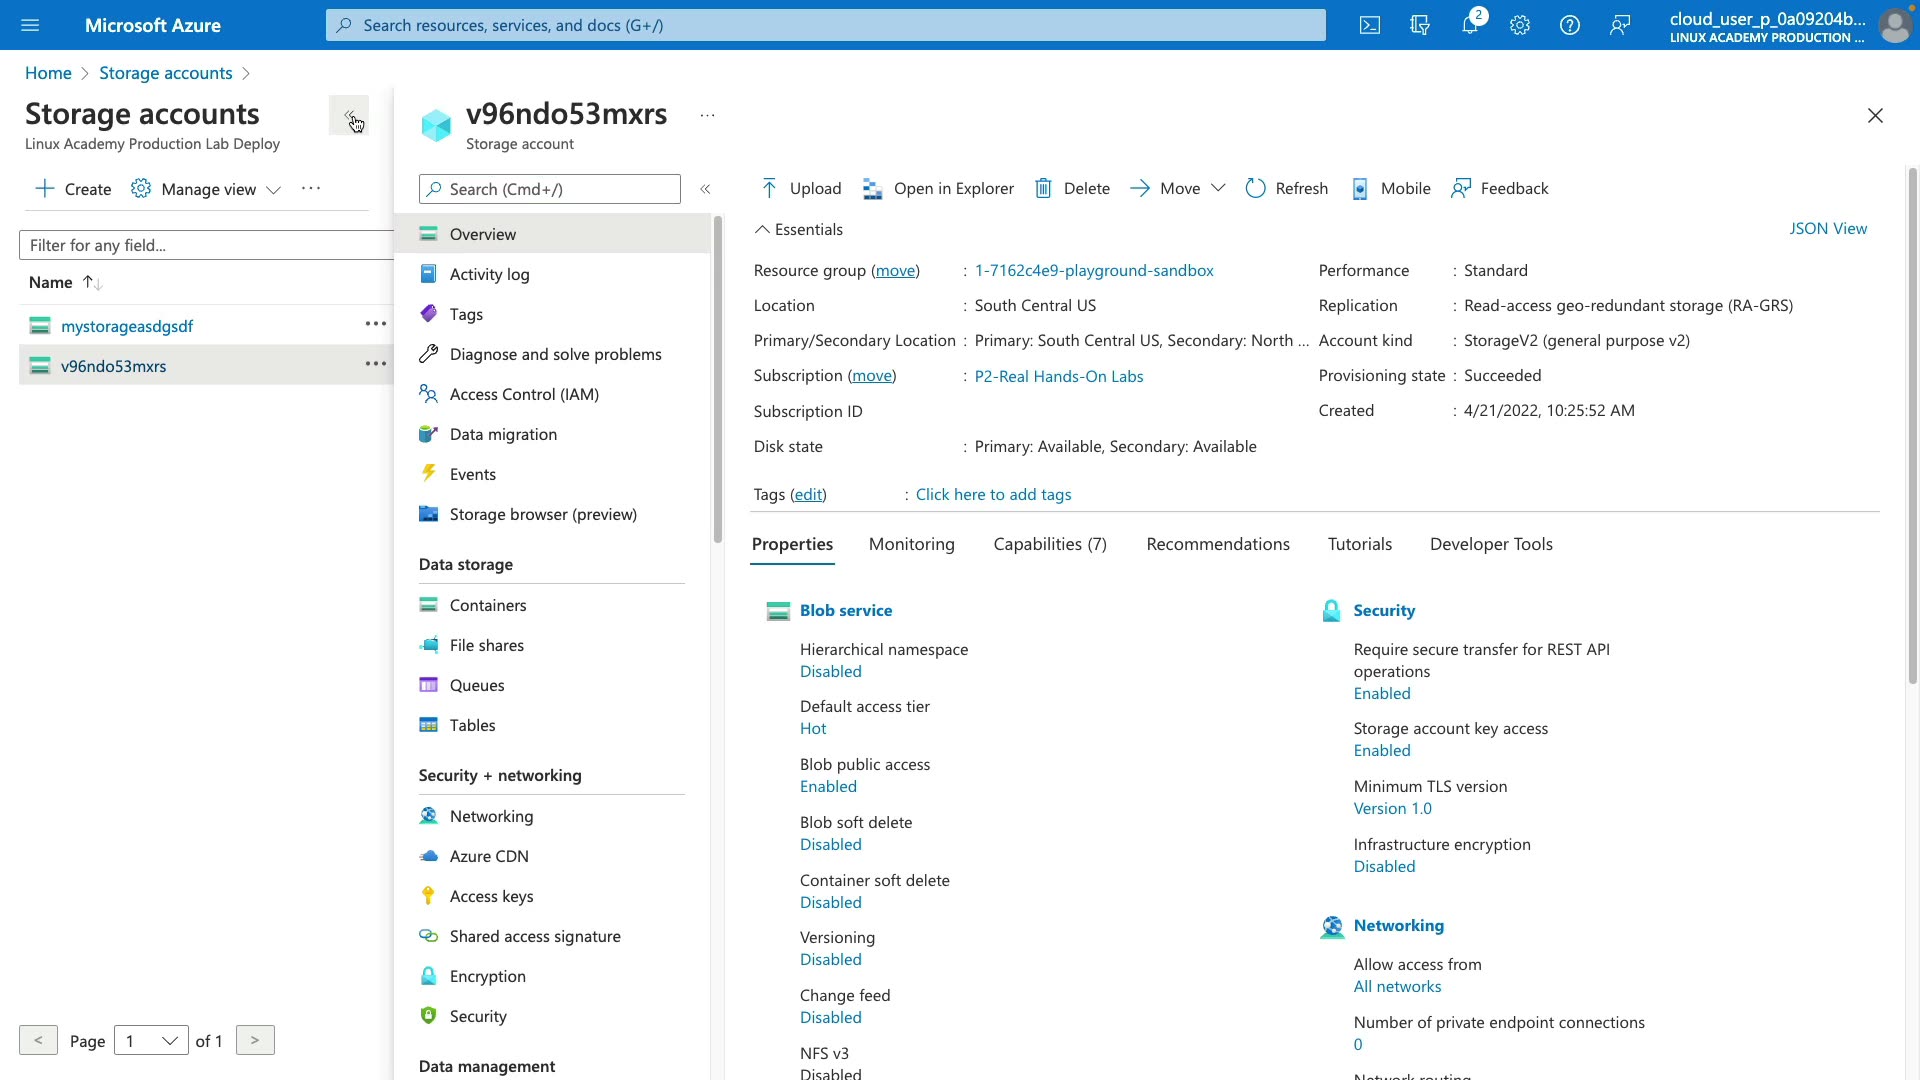 Microsoft Azure
Search resources, services, and docs (G+/)
2
cloud_user_p_0a09204b...
LINUX ACADEMY PRODUCTION ...
Home
Storage accounts
Storage accounts
Linux Academy Production Lab Deploy
Create
Manage view
Filter for any field...
Name
mystorageasdgsdf
v96ndo53mxrs
< Page 1 of 1 >
v96ndo53mxrs
Storage account
Search (Cmd+/)
Overview
Activity log
Tags
Diagnose and solve problems
Access Control (IAM)
Data migration
Events
Storage browser (preview)
Data storage
Containers
File shares
Queues
Tables
Security + networking
Networking
Azure CDN
Access keys
Shared access signature
Encryption
Security
Data management
Upload
Open in Explorer
Delete
Move
Refresh
Mobile
Feedback
Essentials
JSON View
Resource group (move) : 1-7162c4e9-playground-sandbox
Location : South Central US
Primary/Secondary Location : Primary: South Central US, Secondary: North ...
Subscription (move) : P2-Real Hands-On Labs
Subscription ID
Disk state : Primary: Available, Secondary: Available
Performance : Standard
Replication : Read-access geo-redundant storage (RA-GRS)
Account kind : StorageV2 (general purpose v2)
Provisioning state : Succeeded
Created : 4/21/2022, 10:25:52 AM
Tags (edit) : Click here to add tags
Properties
Monitoring
Capabilities (7)
Recommendations
Tutorials
Developer Tools
Blob service
Hierarchical namespace
Disabled
Default access tier
Hot
Blob public access
Enabled
Blob soft delete
Disabled
Container soft delete
Disabled
Versioning
Disabled
Change feed
Disabled
NFS v3
Disabled
Security
Require secure transfer for REST API
operations
Enabled
Storage account key access
Enabled
Minimum TLS version
Version 1.0
Infrastructure encryption
Disabled
Networking
Allow access from
All networks
Number of private endpoint connections
0
Network routing